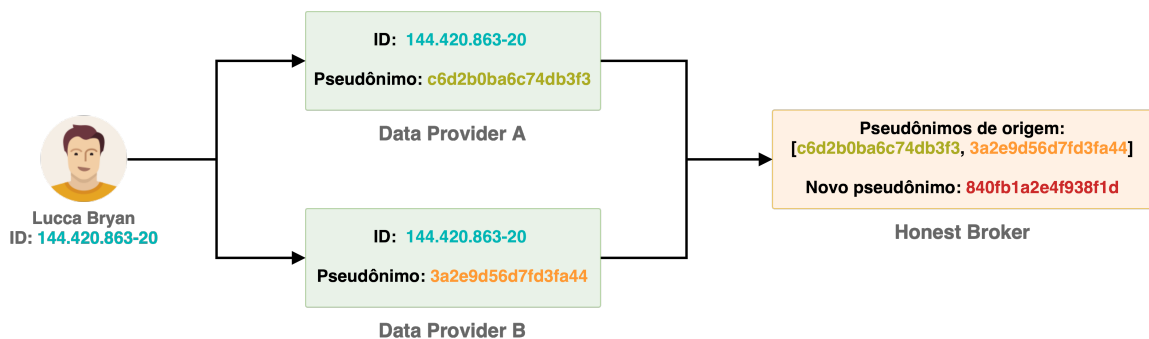 Lucca Bryan
ID: 144.420.863-20
ID: 144.420.863-20
Pseudônimo: c6d2b0ba6c74db3f3
Data Provider A
ID: 144.420.863-20
Pseudônimo: 3a2e9d56d7fd3fa44
Data Provider B
Pseudônimos de origem:
[c6d2b0ba6c74db3f3, 3a2e9d56d7fd3fa44]
Novo pseudônimo: 840fb1a2e4f938f1d
Honest Broker